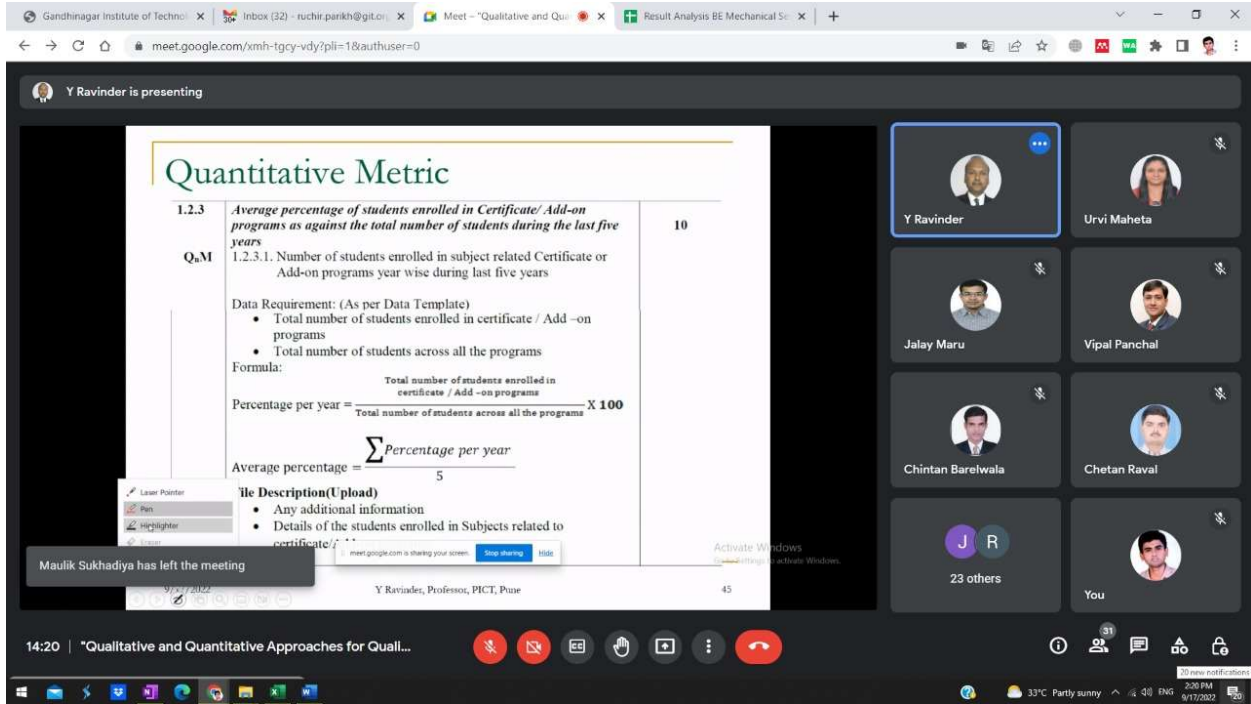 Gandhinagar Institute of Technol
Inbox (32) - ruchir.parikh@git.or
Meet – "Qualitative and Qua
Result Analysis BE Mechanical Se
meet.google.com/xmh-tgcy-vdy?pli=1&authuser=0
Y Ravinder is presenting
Quantitative Metric
1.2.3
Average percentage of students enrolled in Certificate/ Add-on
programs as against the total number of students during the last five
years
10
QnM
1.2.3.1. Number of students enrolled in subject related Certificate or
Add-on programs year wise during last five years
Data Requirement: (As per Data Template)
• Total number of students enrolled in certificate / Add –on
programs
• Total number of students across all the programs
Formula:
Total number of students enrolled in
certificate / Add –on programs
Percentage per year = X 100
Total number of students across all the programs
∑Percentage per year
Average percentage =
5
Laser Pointer
Pen
Highlighter
Eraser
ile Description(Upload)
• Any additional information
• Details of the students enrolled in Subjects related to
certificate/
meet.google.com is sharing your screen.
Stop sharing
Hide
Activate Windows
Go to Settings to activate Windows.
Maulik Sukhadiya has left the meeting
Y Ravinder, Professor, PICT, Pune
45
Y Ravinder
Urvi Maheta
Jalay Maru
Vipal Panchal
Chintan Barelwala
Chetan Raval
J
R
23 others
You
14:20 | "Qualitative and Quantitative Approaches for Quali...
31
20 new notifications
33°C Partly sunny
ENG
2:20 PM
9/17/2022